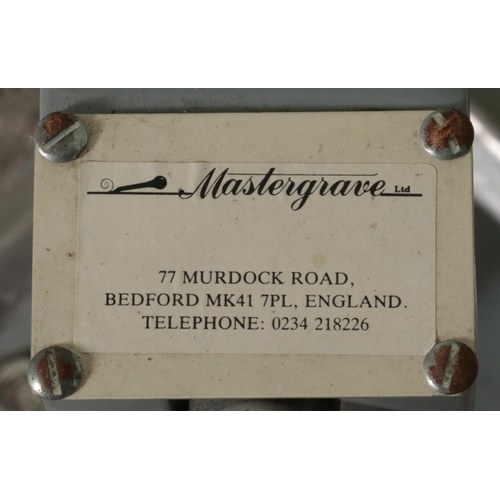 Mastergrave Ltd
77 MURDOCK ROAD,
BEDFORD MK41 7PL, ENGLAND.
TELEPHONE: 0234 218226